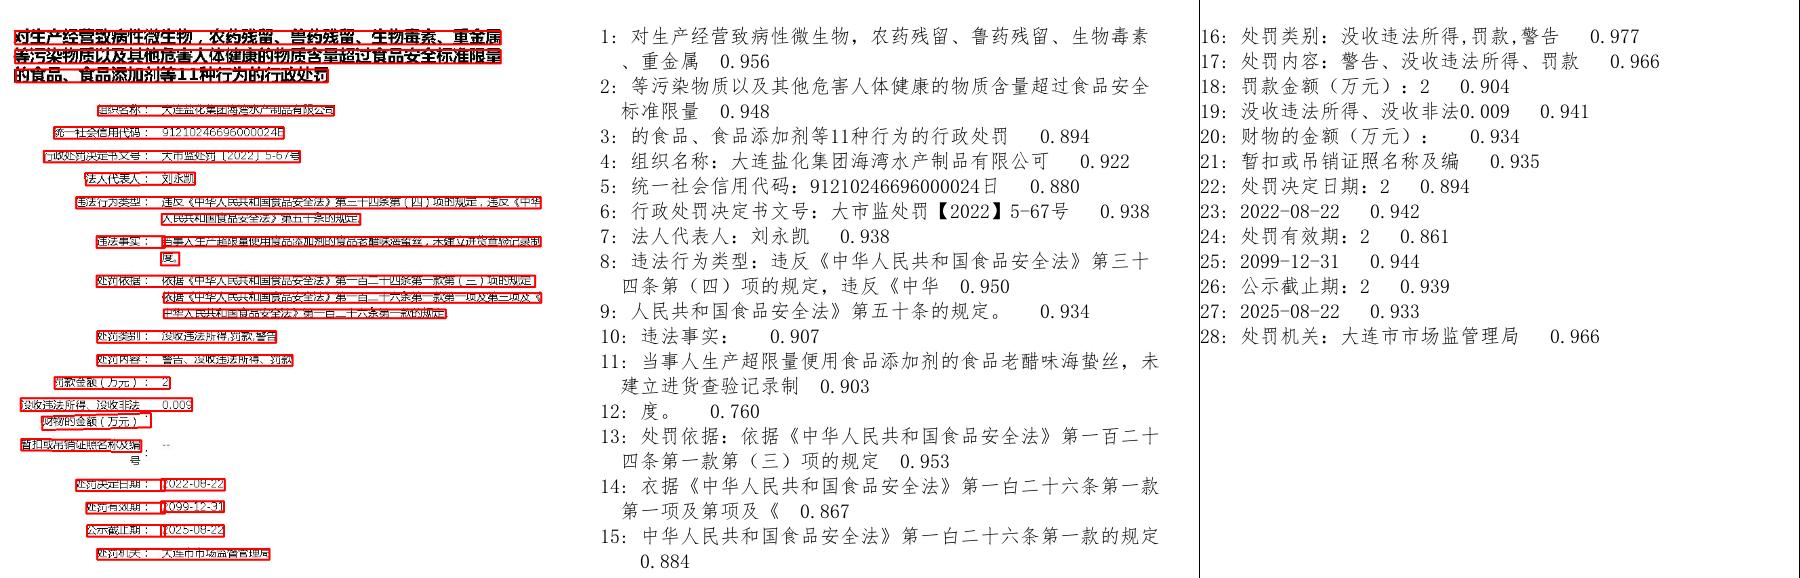 对生产经营致病性微生物，农药残留、兽药残留、生物毒素、重金属
等污染物质以及其他危害人体健康的物质含量超过食品安全标准限量
的食品、食品添加剂等11种行为的行政处罚
组织名称： 大连盐化集团海湾水产制品有限公司
统一社会信用代码： 91210246696000024B
行政处罚决定书文号： 大市监处罚〔2022〕5-67号
法人代表人： 刘永凯
违法行为类型： 违反《中华人民共和国食品安全法》第三十四条第（四）项的规定，违反《中华
人民共和国食品安全法》第五十条的规定。
违法事实： 当事人生产超限量使用食品添加剂的食品老醋味海蜇丝，未建立进货查验记录制
度。
处罚依据： 依据《中华人民共和国食品安全法》第一百二十四条第一款第（三）项的规定
依据《中华人民共和国食品安全法》第一百二十六条第一款第一项及第三项及《
中华人民共和国食品安全法》第一百二十六条第一款的规定
处罚类别： 没收违法所得,罚款,警告
处罚内容： 警告、没收违法所得、罚款
罚款金额（万元）： 2
没收违法所得、没收非法 0.009
财物的金额（万元）：
暂扣或吊销证照名称及编 --
号：
处罚决定日期： 2022-08-22
处罚有效期： 2099-12-31
公示截止期： 2025-08-22
处罚机关： 大连市市场监督管理局
1: 对生产经营致病性微生物，农药残留、鲁药残留、生物毒素
、重金属 0.956
2: 等污染物质以及其他危害人体健康的物质含量超过食品安全
标准限量 0.948
3: 的食品、食品添加剂等11种行为的行政处罚 0.894
4: 组织名称：大连盐化集团海湾水产制品有限公可 0.922
5: 统一社会信用代码：91210246696000024日 0.880
6: 行政处罚决定书文号：大市监处罚【2022】5-67号 0.938
7: 法人代表人：刘永凯 0.938
8: 违法行为类型：违反《中华人民共和国食品安全法》第三十
四条第（四）项的规定，违反《中华 0.950
9: 人民共和国食品安全法》第五十条的规定。 0.934
10: 违法事实： 0.907
11: 当事人生产超限量便用食品添加剂的食品老醋味海蛰丝，未
建立进货查验记录制 0.903
12: 度。 0.760
13: 处罚依据：依据《中华人民共和国食品安全法》第一百二十
四条第一款第（三）项的规定 0.953
14: 衣据《中华人民共和国食品安全法》第一白二十六条第一款
第一项及第项及《 0.867
15: 中华人民共和国食品安全法》第一白二十六条第一款的规定
0.884
16: 处罚类别：没收违法所得,罚款,警告 0.977
17: 处罚内容：警告、没收违法所得、罚款 0.966
18: 罚款金额（万元）：2 0.904
19: 没收违法所得、没收非法0.009 0.941
20: 财物的金额（万元）： 0.934
21: 暂扣或吊销证照名称及编 0.935
22: 处罚决定日期：2 0.894
23: 2022-08-22 0.942
24: 处罚有效期：2 0.861
25: 2099-12-31 0.944
26: 公示截止期：2 0.939
27: 2025-08-22 0.933
28: 处罚机关：大连市市场监管理局 0.966